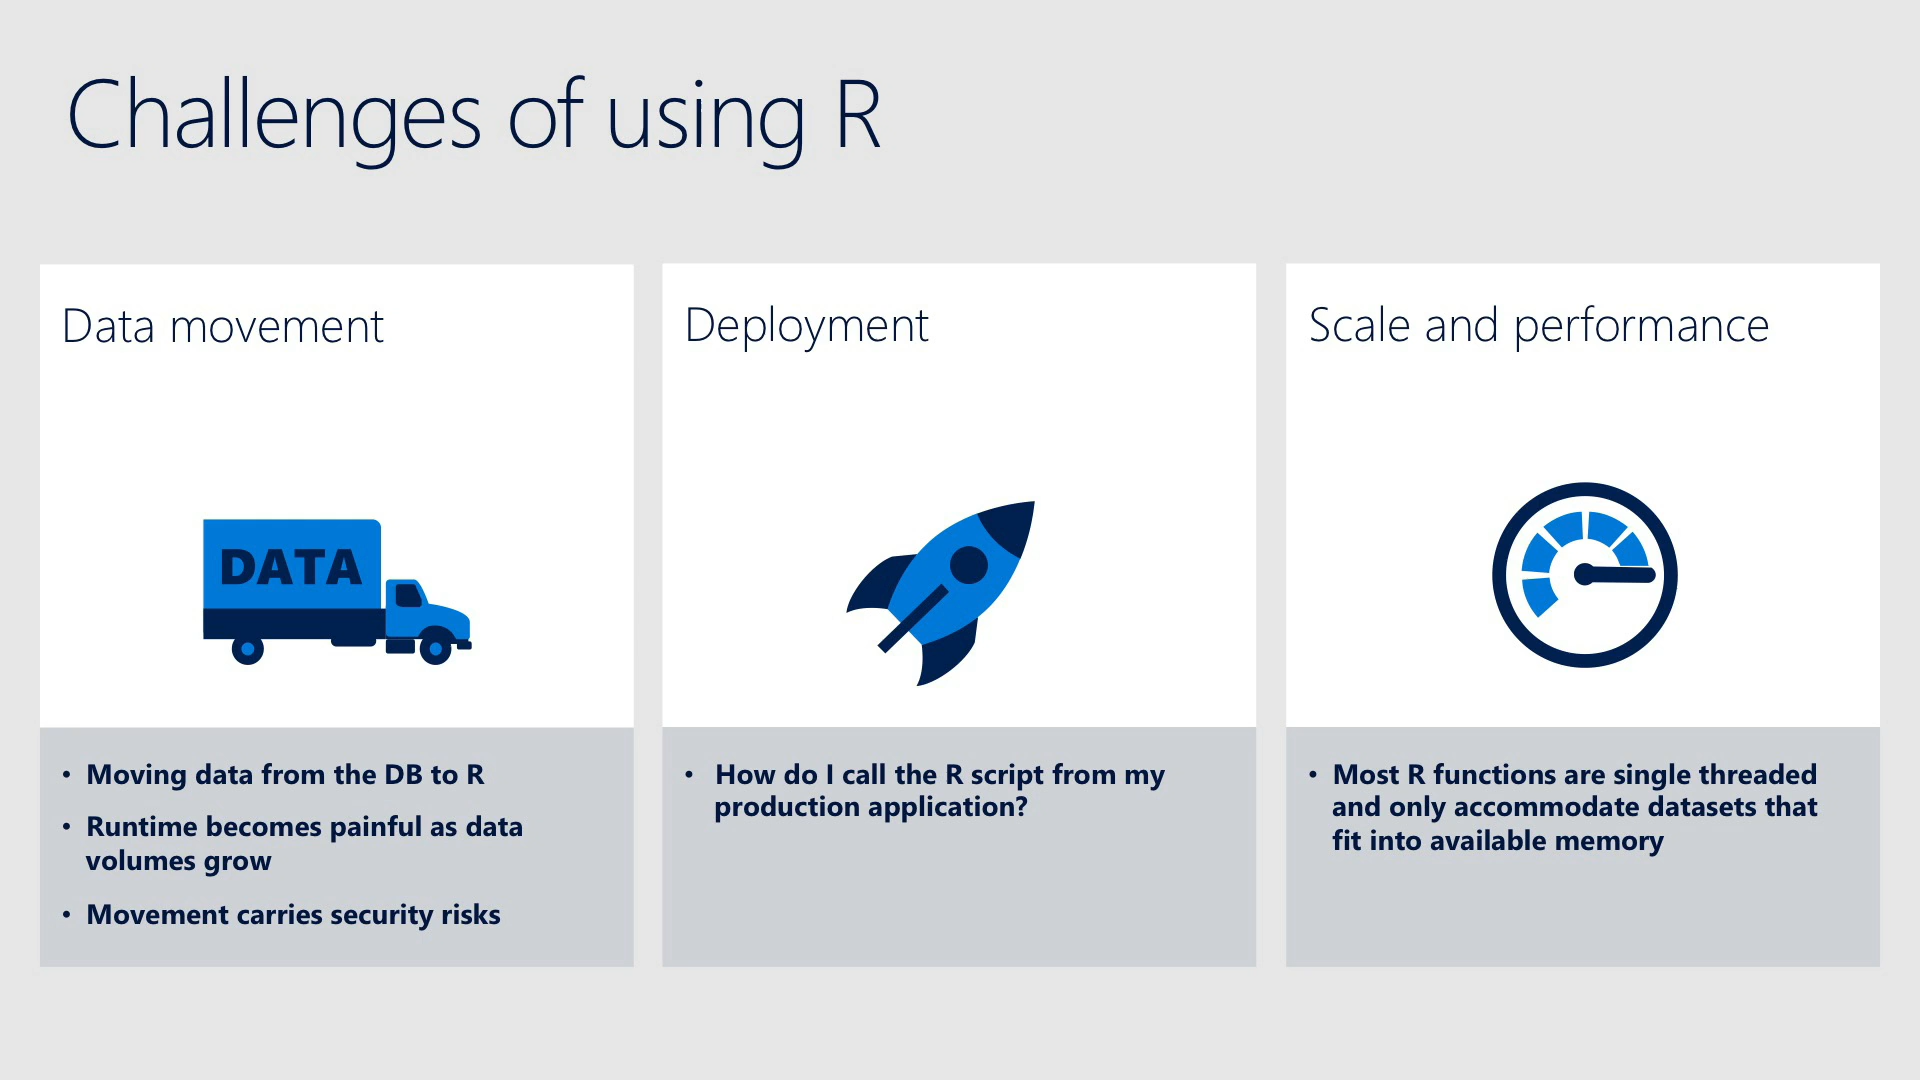 Challenges of using R
Data movement
DATA
• Moving data from the DB to R
• Runtime becomes painful as data
volumes grow
• Movement carries security risks
Deployment
• How do I call the R script from my
production application?
Scale and performance
• Most R functions are single threaded
and only accommodate datasets that
fit into available memory